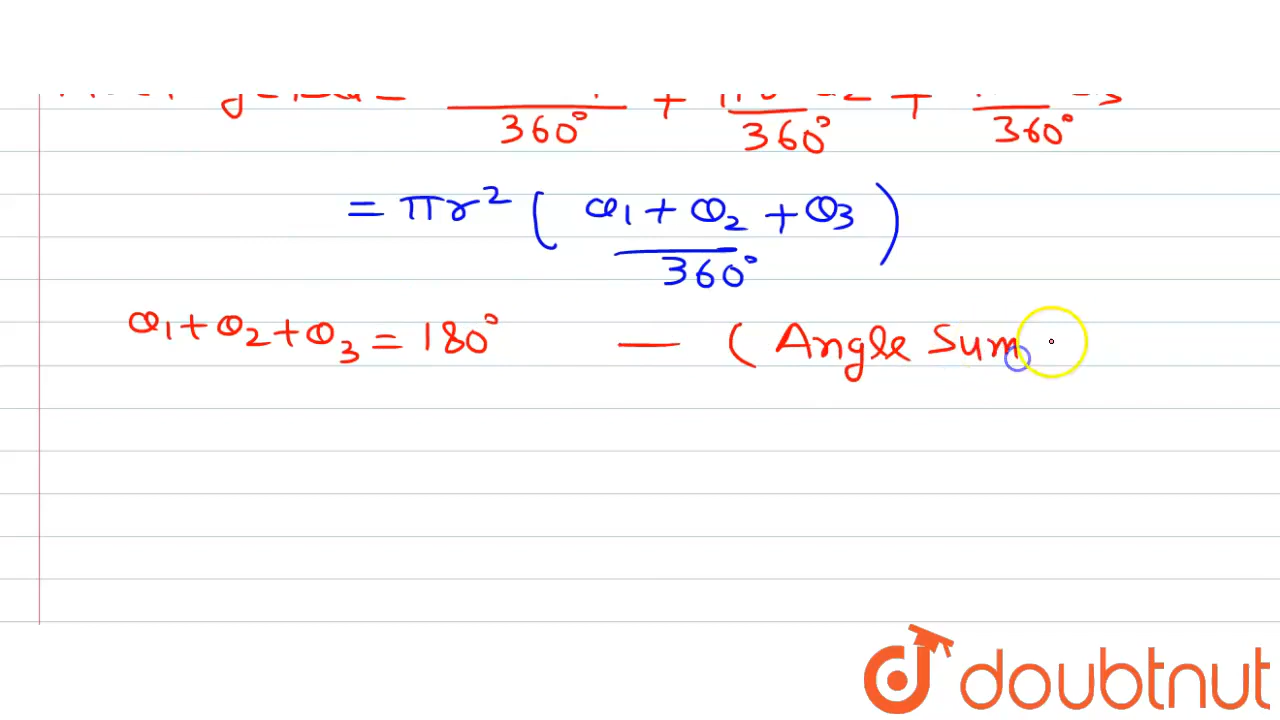 360° 360° 360°
= πr² ( θ1 + θ2 + θ3 )
360°
θ1 + θ2 + θ3 = 180° — ( Angle Sum
doubtnut